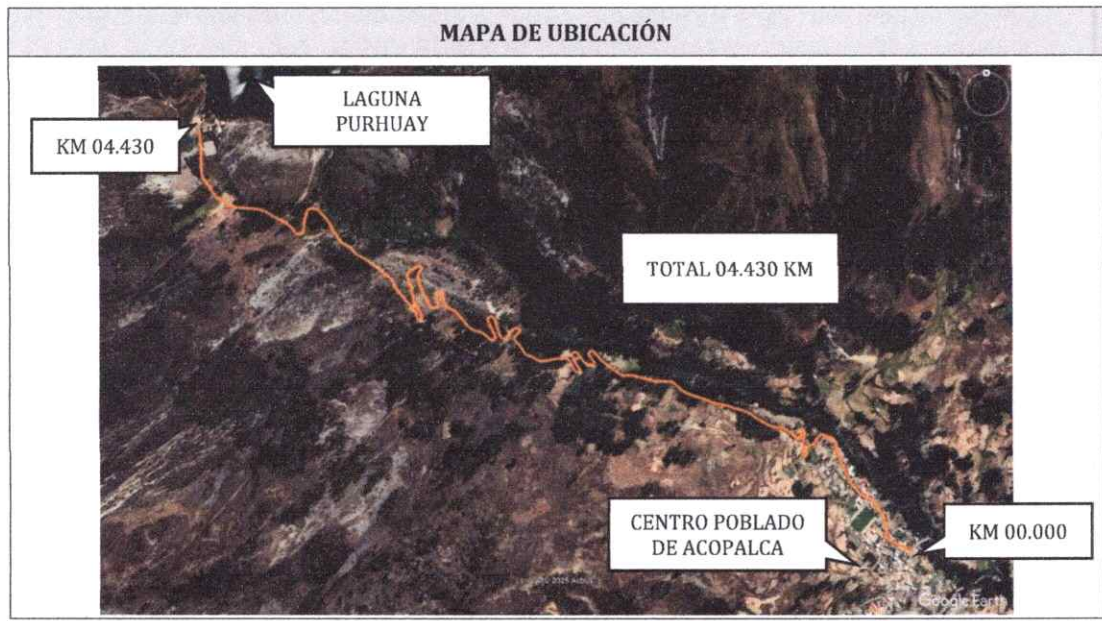 MAPA DE UBICACIÓN
LAGUNA
PURHUAY
KM 04.430
TOTAL 04.430 KM
CENTRO POBLADO
DE ACOPALCA
KM 00.000
Google Earth